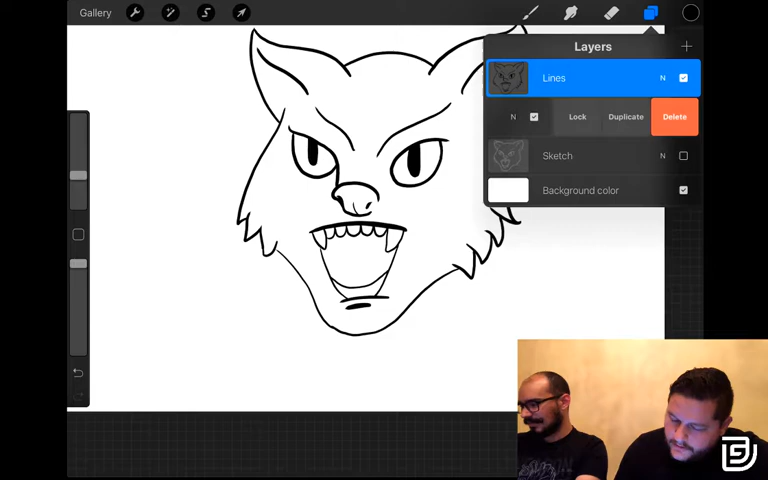 Gallery
Layers
Lines N
N Lock Duplicate Delete
Sketch N
Background color